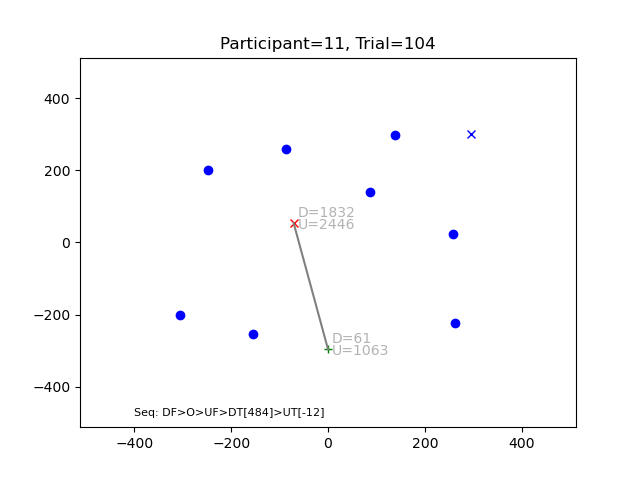 Participant=11, Trial=104
400
200
0
−200
−400
D=1832
U=2446
D=61
U=1063
Seq: DF>O>UF>DT[484]>UT[-12]
−400
−200
0
200
400